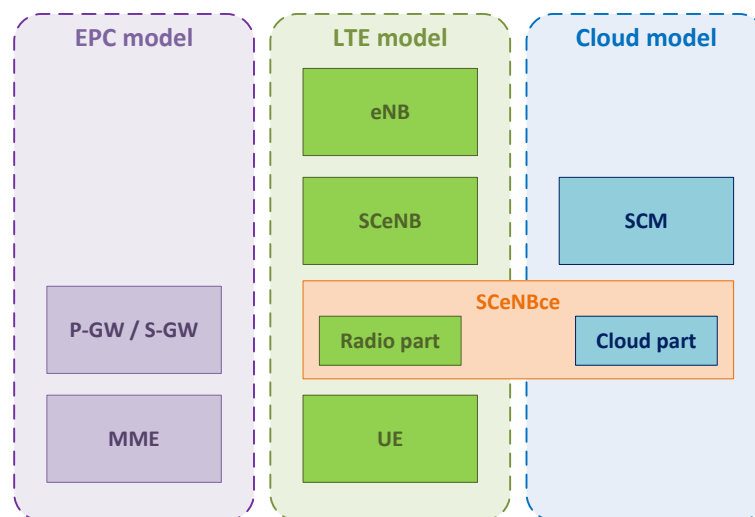 EPC model
LTE model
Cloud model
eNB
SCeNB
SCM
SCeNBce
P-GW / S-GW
Radio part
Cloud part
MME
UE